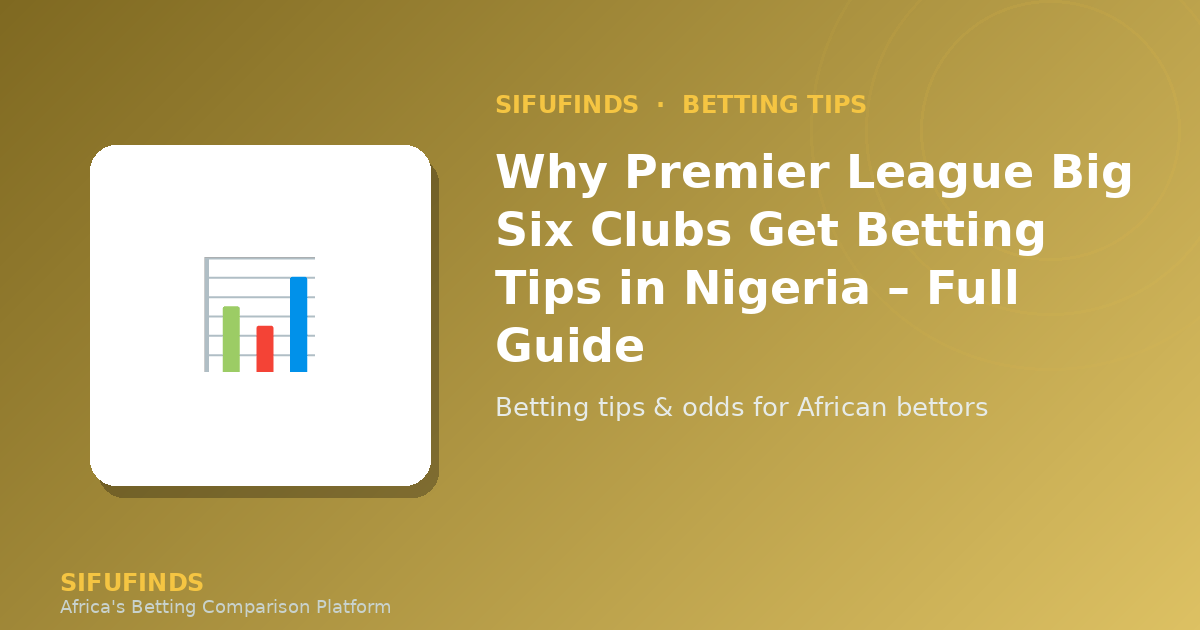 SIFUFINDS · BETTING TIPS
Why Premier League Big
Six Clubs Get Betting
Tips in Nigeria – Full
Guide
Betting tips & odds for African bettors
SIFUFINDS
Africa's Betting Comparison Platform